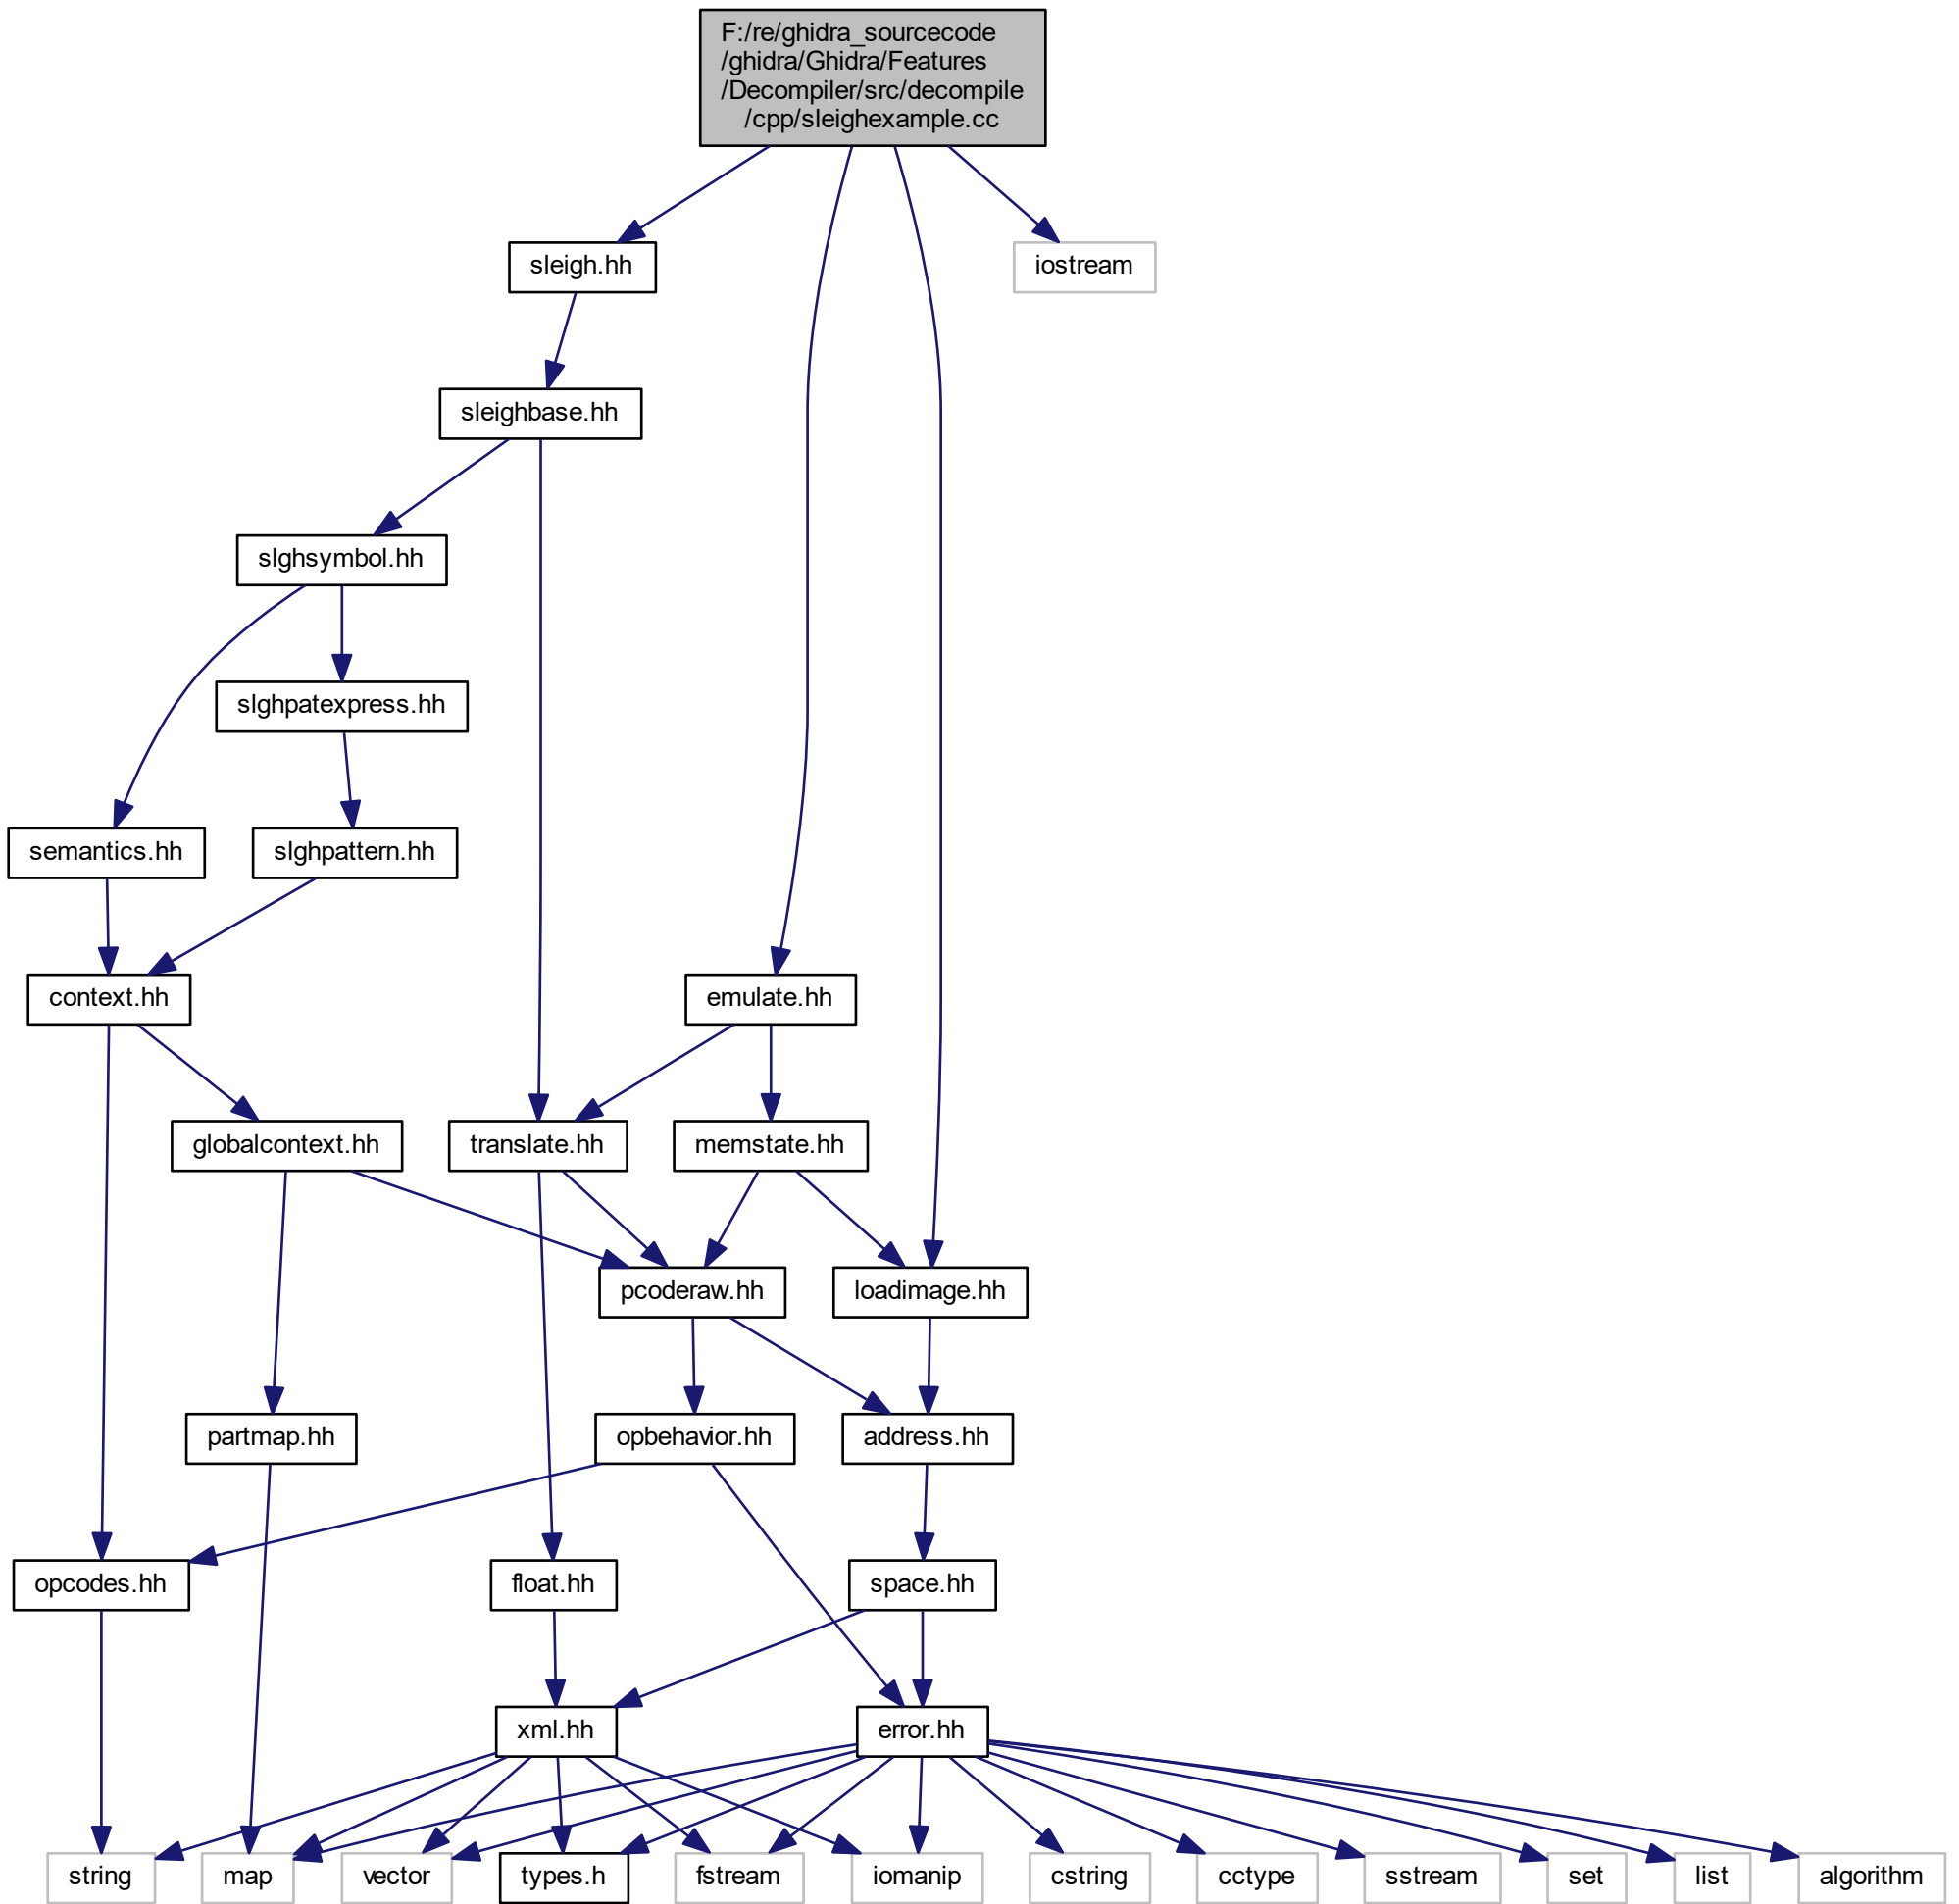 F:/re/ghidra_sourcecode
/ghidra/Ghidra/Features
/Decompiler/src/decompile
/cpp/sleighexample.cc
sleigh.hh
iostream
sleighbase.hh
slghsymbol.hh
slghpatexpress.hh
semantics.hh
slghpattern.hh
context.hh
emulate.hh
globalcontext.hh
translate.hh
memstate.hh
pcoderaw.hh
loadimage.hh
partmap.hh
opbehavior.hh
address.hh
opcodes.hh
float.hh
space.hh
xml.hh
error.hh
string
map
vector
types.h
fstream
iomanip
cstring
cctype
sstream
set
list
algorithm